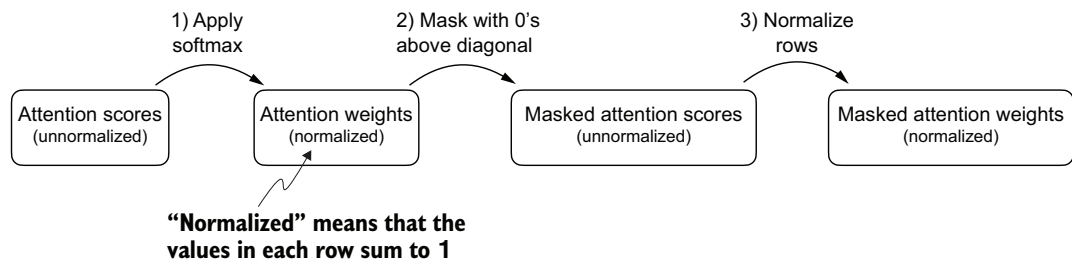 1) Apply
softmax
2) Mask with 0’s
above diagonal
3) Normalize
rows
Attention scores
(unnormalized)
Attention weights
(normalized)
Masked attention scores
(unnormalized)
Masked attention weights
(normalized)
“Normalized” means that the
values in each row sum to 1